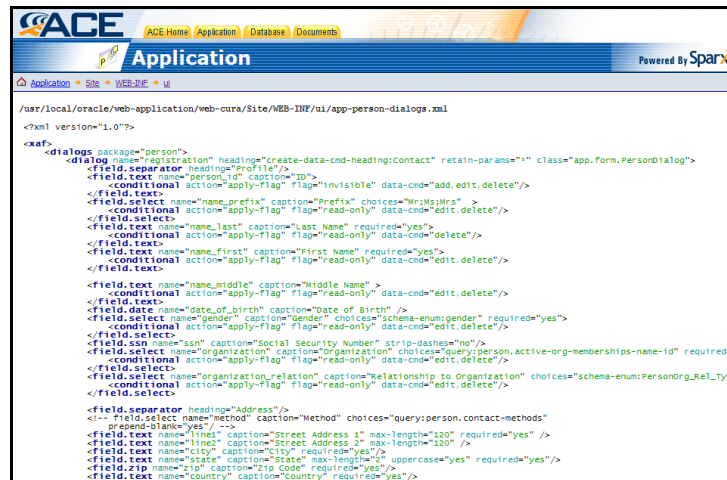 ACE
ACE Home Application Database Documents
Application
Powered By Sparx
Application Site WEB-INF ui
/usr/local/oracle/web-application/web-cura/Site/WEB-INF/ui/app-person-dialogs.xml
<?xml version="1.0"?>
<xaf>
<dialogs package="person">
<dialog name="registration" heading="create-data-cmd-heading:Contact" retain-params="*" class="app.form.PersonDialog">
<field.separator heading="Profile"/>
<field.text name="person_id" caption="ID">
<conditional action="apply-flag" flag="invisible" data-cmd="add,edit,delete"/>
</field.text>
<field.select name="name_prefix" caption="Prefix" choices="Mr;Ms;Mrs" >
<conditional action="apply-flag" flag="read-only" data-cmd="edit,delete"/>
</field.select>
<field.text name="name_last" caption="Last Name" required="yes">
<conditional action="apply-flag" flag="read-only" data-cmd="delete"/>
</field.text>
<field.text name="name_first" caption="First Name" required="yes">
<conditional action="apply-flag" flag="read-only" data-cmd="edit,delete"/>
</field.text>
<field.text name="name_middle" caption="Middle Name" >
<conditional action="apply-flag" flag="read-only" data-cmd="edit,delete"/>
</field.text>
<field.date name="date_of_birth" caption="Date of Birth" />
<field.select name="gender" caption="Gender" choices="schema-enum:gender" required="yes">
<conditional action="apply-flag" flag="read-only" data-cmd="edit,delete"/>
</field.select>
<field.ssn name="ssn" caption="Social Security Number" strip-dashes="no"/>
<field.select name="organization" caption="Organization" choices="query:person.active-org-memberships-name-id" required
<conditional action="apply-flag" flag="read-only" data-cmd="edit,delete"/>
</field.select>
<field.select name="organization_relation" caption="Relationship to Organization" choices="schema-enum:PersonOrg_Rel_Ty
<conditional action="apply-flag" flag="read-only" data-cmd="edit,delete"/>
</field.select>
<field.separator heading="Address"/>
<!-- field.select name="method" caption="Method" choices="query:person.contact-methods"
prepend-blank="yes"/ -->
<field.text name="line1" caption="Street Address 1" max-length="120" required="yes" />
<field.text name="line2" caption="Street Address 2" max-length="120" />
<field.text name="city" caption="City" required="yes"/>
<field.text name="state" caption="State" max-length="2" uppercase="yes" required="yes"/>
<field.zip name="zip" caption="Zip Code" required="yes"/>
<field.text name="country" caption="Country" required="yes"/>